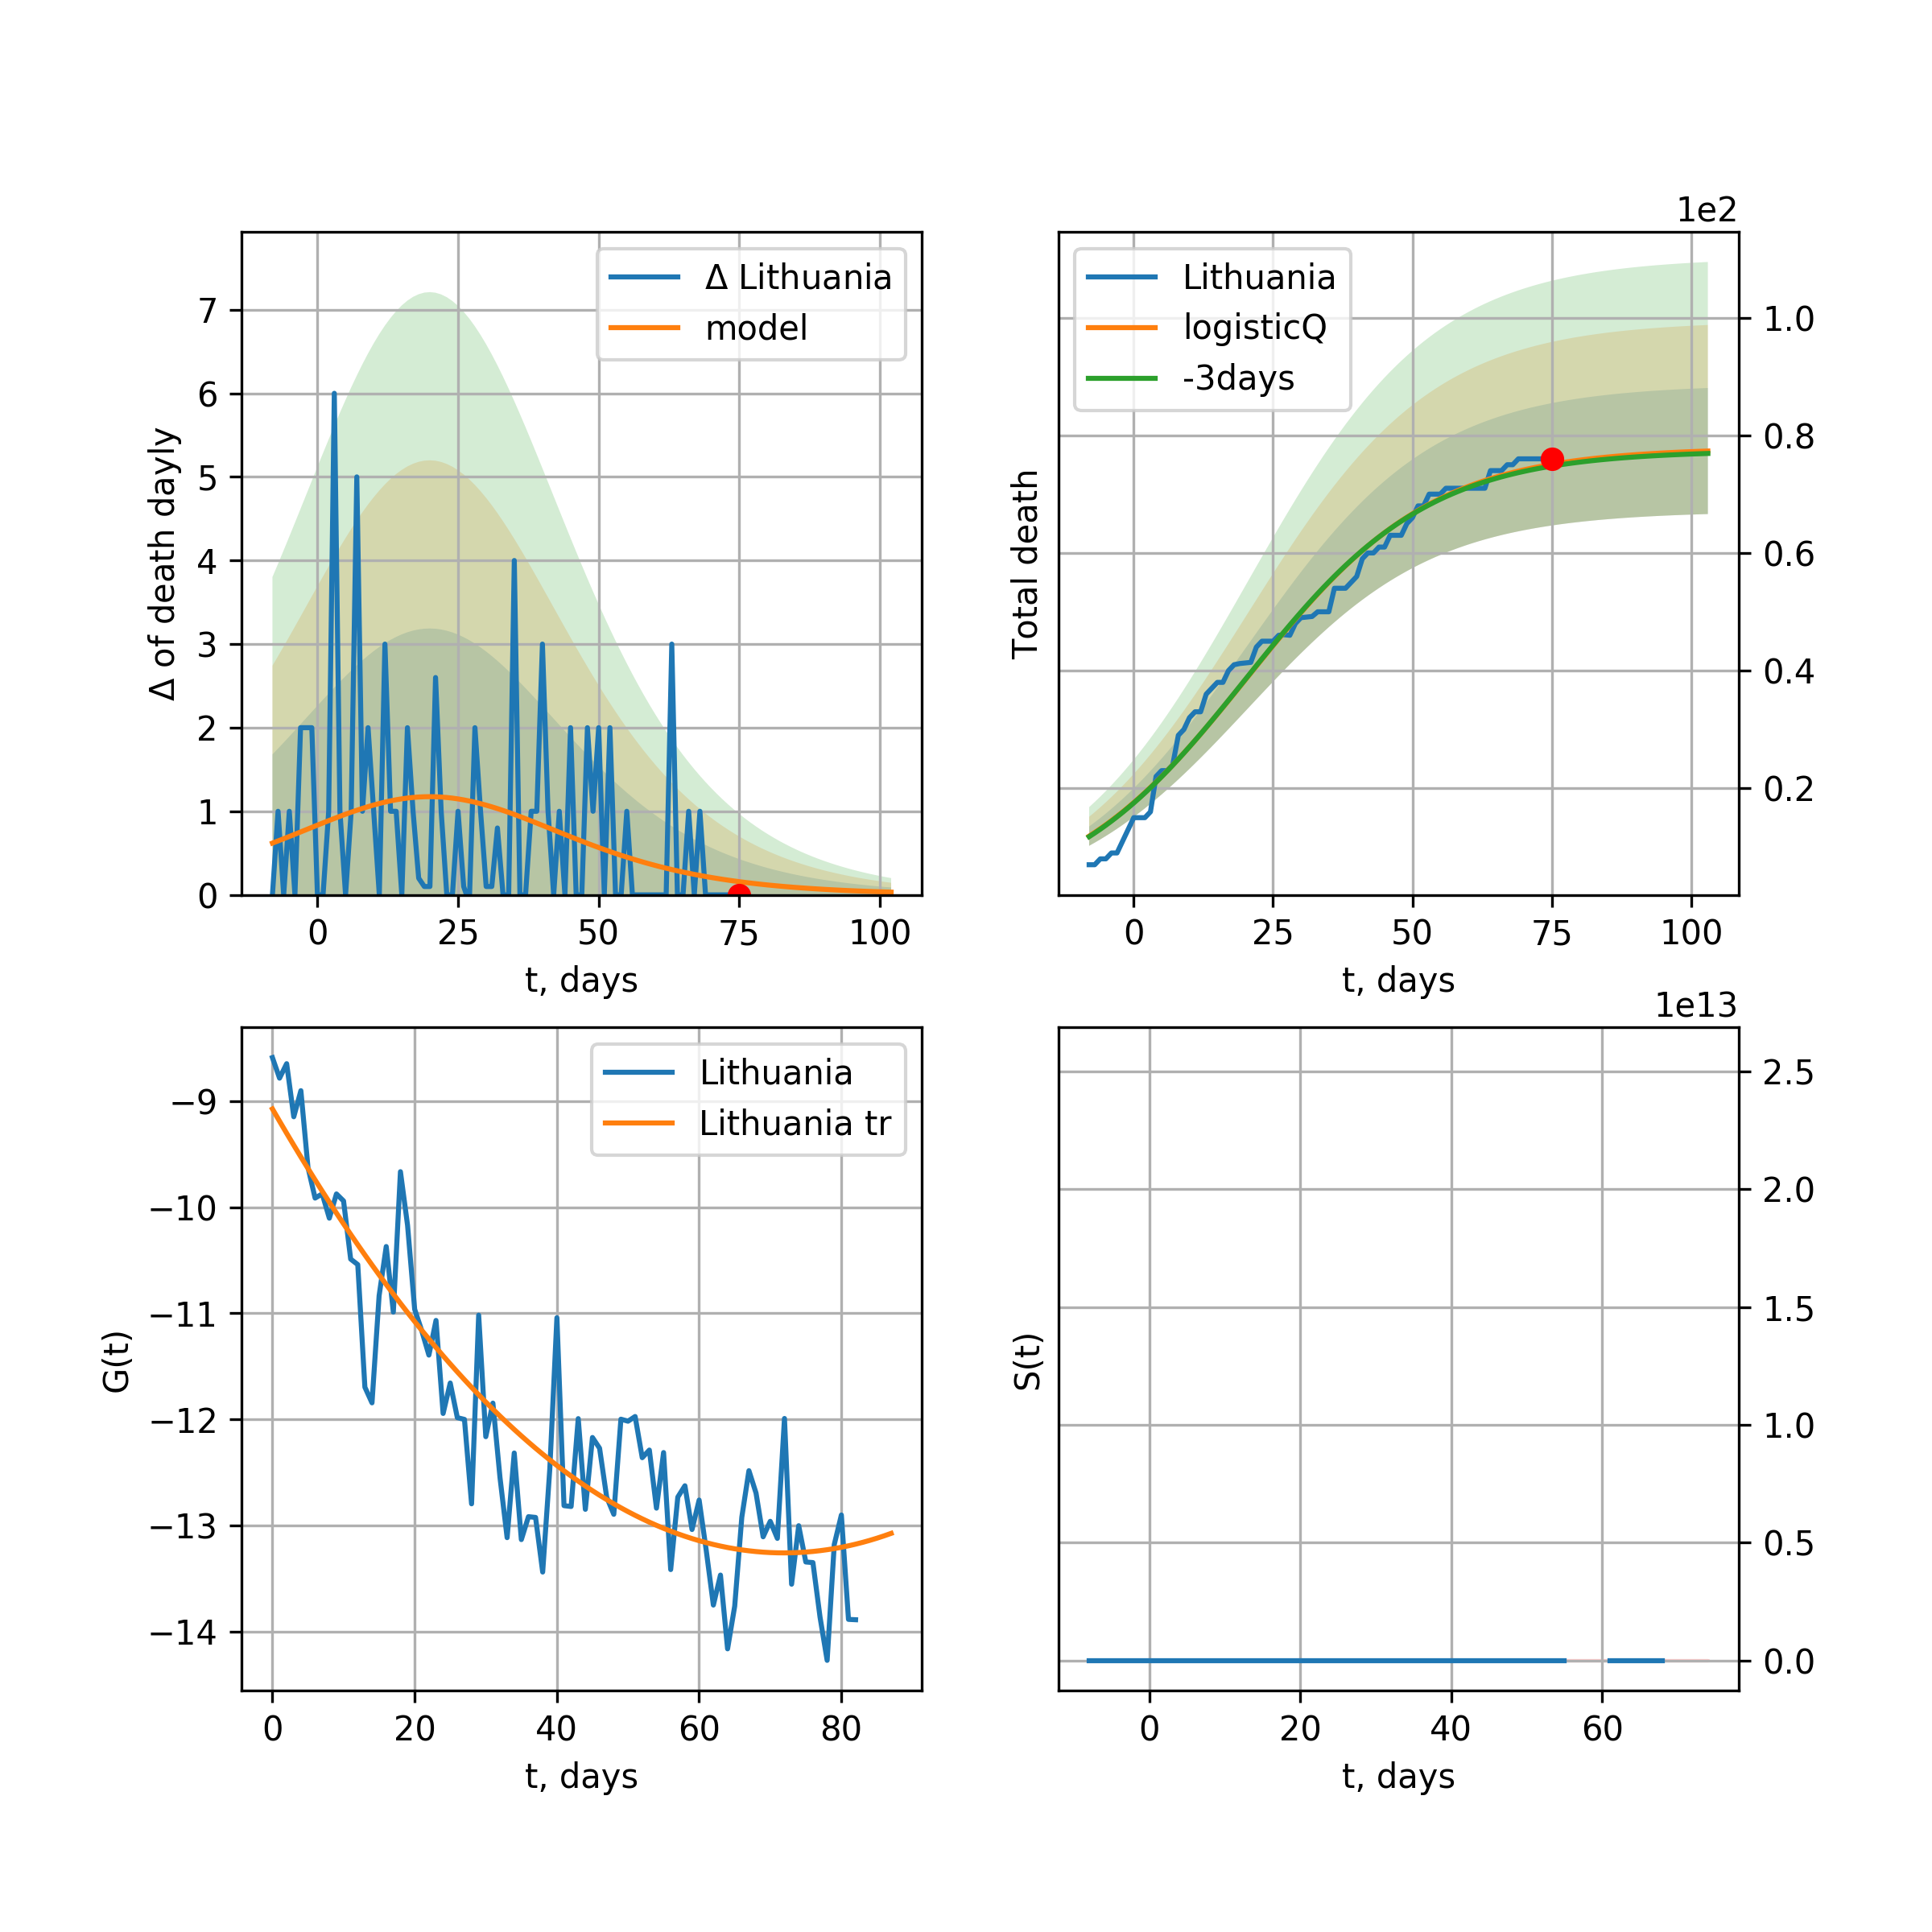 Δ Lithuania
model
7
6
5
4
3
2
1
0
Δ of death dayly
0 25 50 75 100
t, days
1e2
Lithuania
logisticQ
-3days
1.0
0.8
0.6
0.4
0.2
Total death
0 25 50 75 100
t, days
Lithuania
Lithuania tr
−9
−10
−11
−12
−13
−14
G(t)
0 20 40 60 80
t, days
1e13
2.5
2.0
1.5
1.0
0.5
0.0
S(t)
0 20 40 60
t, days